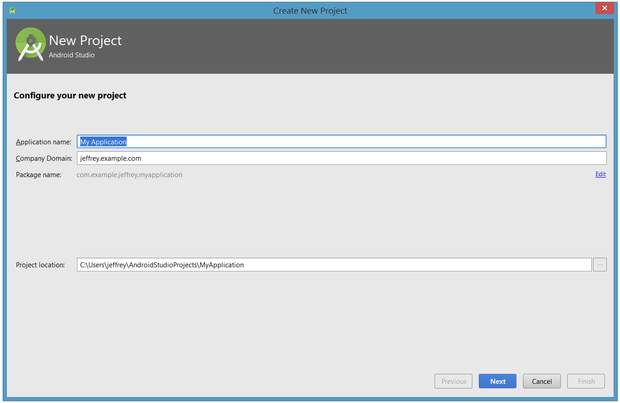 Create New Project
New Project
Android Studio
Configure your new project
Application name: My Application
Company Domain: jeffrey.example.com
Package name: com.example.jeffrey.myapplication Edit
Project location: C:\Users\jeffrey\AndroidStudioProjects\MyApplication ...
Previous Next Cancel Finish